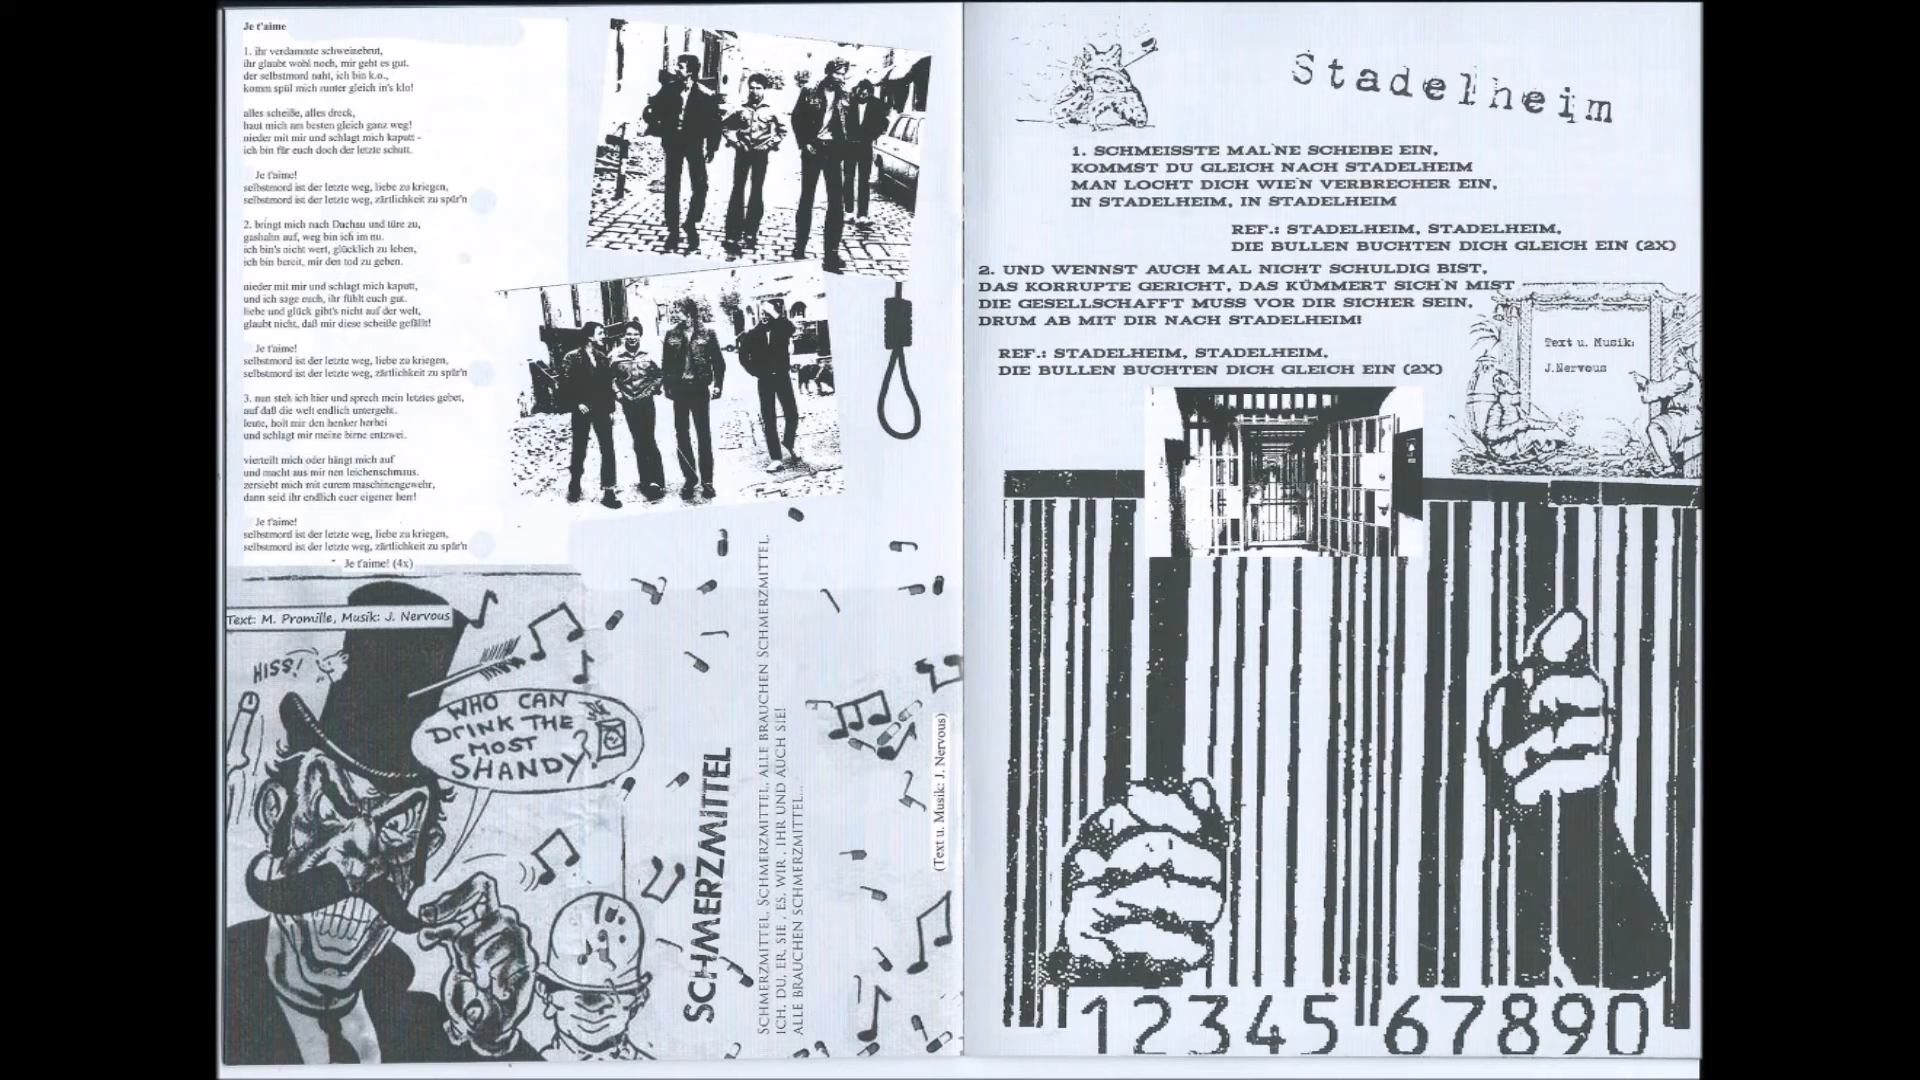 Je t'aime
1. ihr verdammte schweinebrut,
ihr glaubt wohl noch, mir geht es gut.
der selbstmord naht, ich bin k.o.,
komm spül mich runter gleich in's klo!
alles scheiße, alles dreck,
haut mich am besten gleich ganz weg!
nieder mit mir und schlagt mich kaputt -
ich bin für euch doch der letzte schutt.
Je t'aime!
selbstmord ist der letzte weg, liebe zu kriegen,
selbstmord ist der letzte weg, zärtlichkeit zu spür'n
2. bringt mich nach Dachau und türe zu,
gashahn auf, weg bin ich im nu.
ich bin's nicht wert, glücklich zu leben,
ich bin bereit, mir den tod zu geben.
nieder mit mir und schlagt mich kaputt,
und ich sage euch, ihr fühlt euch gut.
liebe und glück gibt's nicht auf der welt,
glaubt nicht, daß mir diese scheiße gefällt!
Je t'aime!
selbstmord ist der letzte weg, liebe zu kriegen,
selbstmord ist der letzte weg, zärtlichkeit zu spür'n
3. nun steh ich hier und sprech mein letztes gebet,
auf daß die welt endlich untergeht.
leute, holt mir den henker herbei
und schlagt mir meine birne entzwei.
vierteilt mich oder hängt mich auf
und macht aus mir nen leichenschmaus.
zersiebt mich mit eurem maschinengewehr,
dann seid ihr endlich euer eigener herr!
Je t'aime!
selbstmord ist der letzte weg, liebe zu kriegen,
selbstmord ist der letzte weg, zärtlichkeit zu spür'n
Je t'aime! (4x)
Text: M. Promille, Musik: J. Nervous
HISS!
WHO CAN
DRINK THE
MOST
SHANDY?
SCHMERZMITTEL
SCHMERZMITTEL, SCHMERZMITTEL, ALLE BRAUCHEN SCHMERZMITTEL.
ICH, DU, ER, SIE, ES, WIR, IHR UND AUCH SIE!
ALLE BRAUCHEN SCHMERZMITTEL...
(Text u. Musik: J. Nervous)
Stadelheim
1. SCHMEISSTE MAL'NE SCHEIBE EIN,
KOMMST DU GLEICH NACH STADELHEIM
MAN LOCHT DICH WIE'N VERBRECHER EIN,
IN STADELHEIM, IN STADELHEIM
REF.: STADELHEIM, STADELHEIM,
DIE BULLEN BUCHTEN DICH GLEICH EIN (2X)
2. UND WENNST AUCH MAL NICHT SCHULDIG BIST,
DAS KORRUPTE GERICHT, DAS KÜMMERT SICH'N MIST
DIE GESELLSCHAFFT MUSS VOR DIR SICHER SEIN,
DRUM AB MIT DIR NACH STADELHEIM!
REF.: STADELHEIM, STADELHEIM,
DIE BULLEN BUCHTEN DICH GLEICH EIN (2X)
Text u. Musik:
J.Nervous
12345 67890